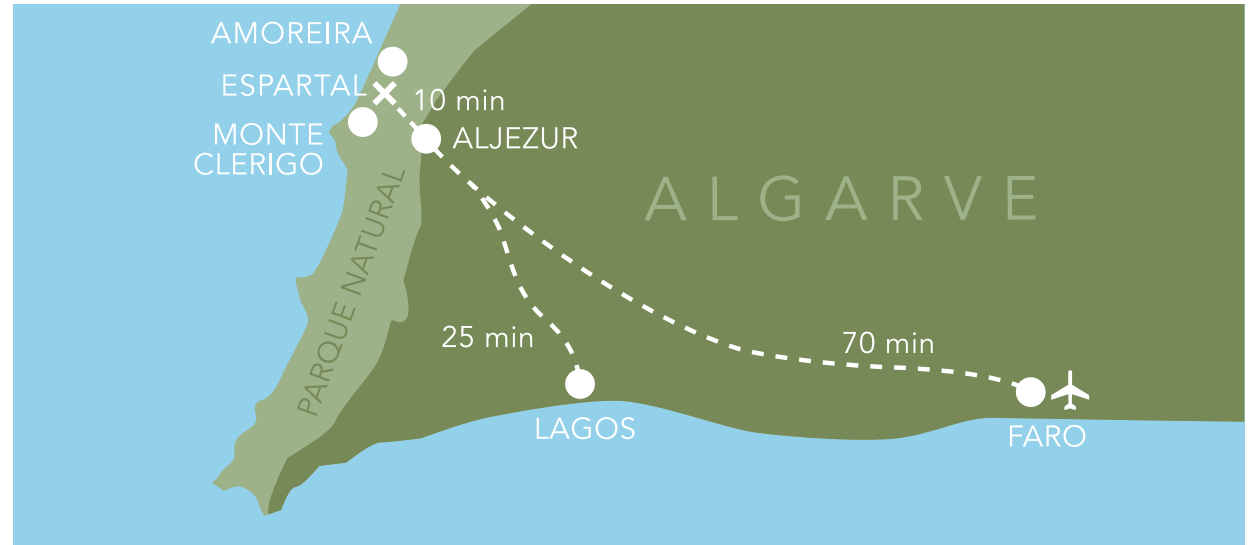 AMOREIRA
ESPARTAL
10 min
MONTE
CLERIGO
ALJEZUR
ALGARVE
PARQUE NATURAL
25 min
70 min
LAGOS
FARO